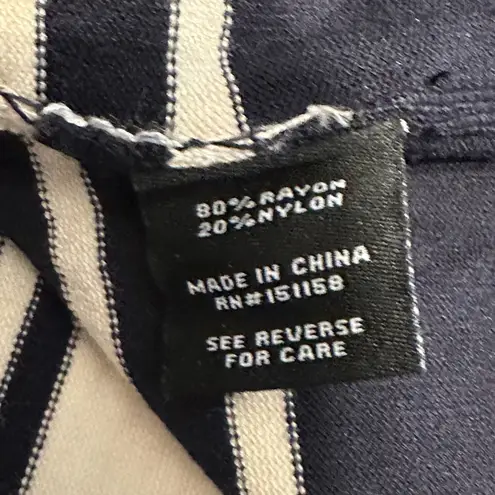 80% RAYON
20% NYLON
MADE IN CHINA
RN#151158
SEE REVERSE
FOR CARE